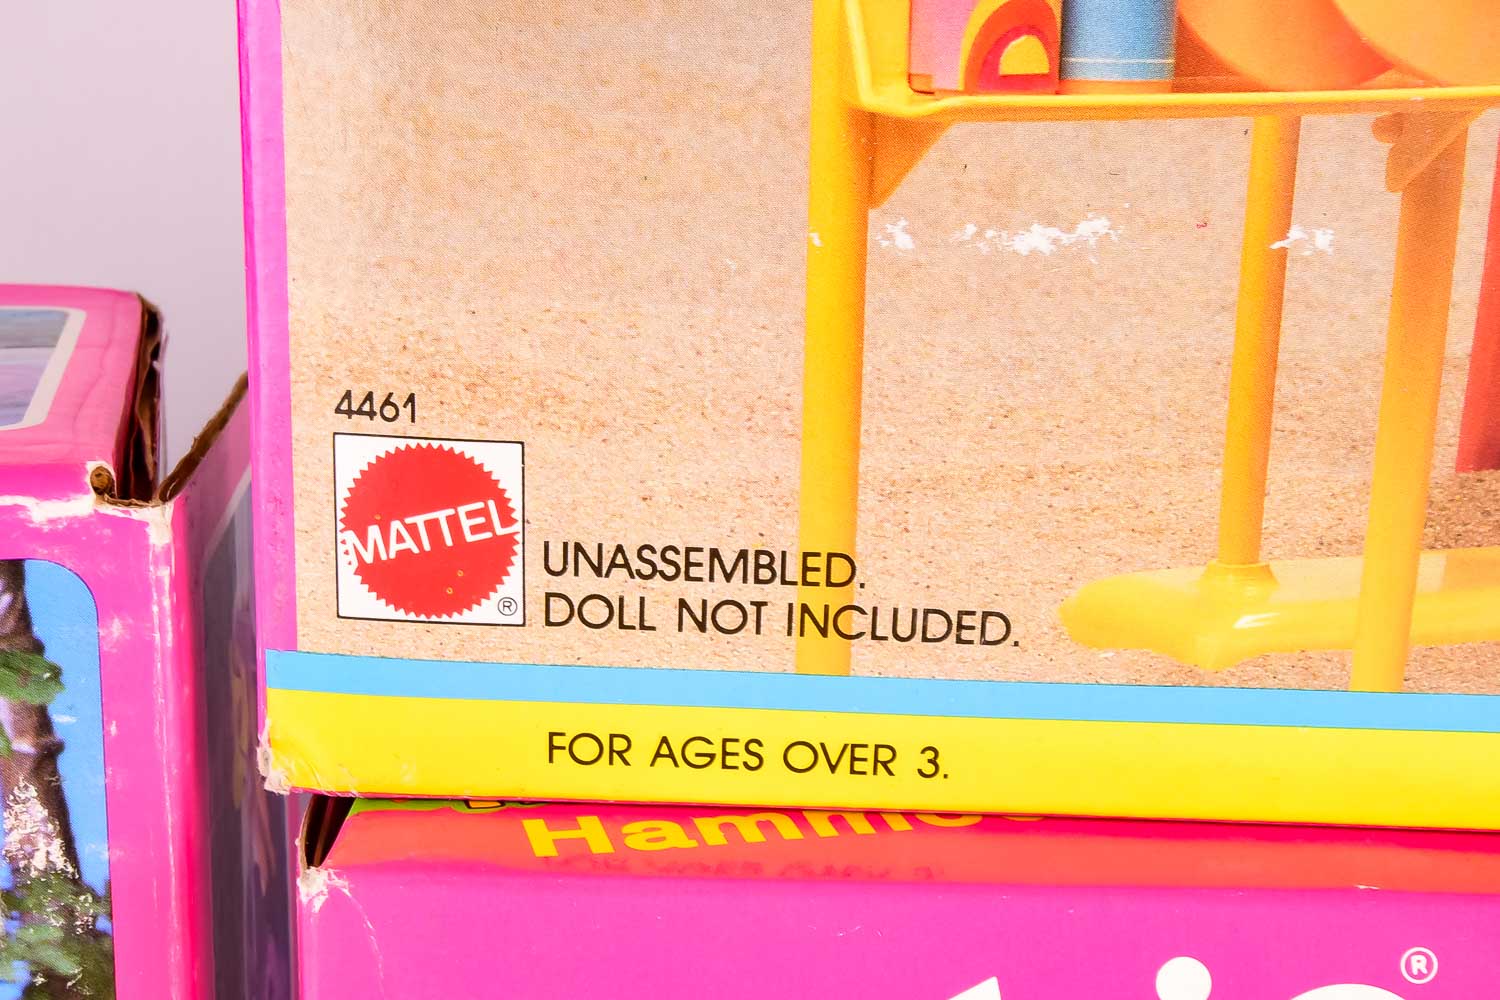 4461
MATTEL
®
UNASSEMBLED.
DOLL NOT INCLUDED.
FOR AGES OVER 3.
®